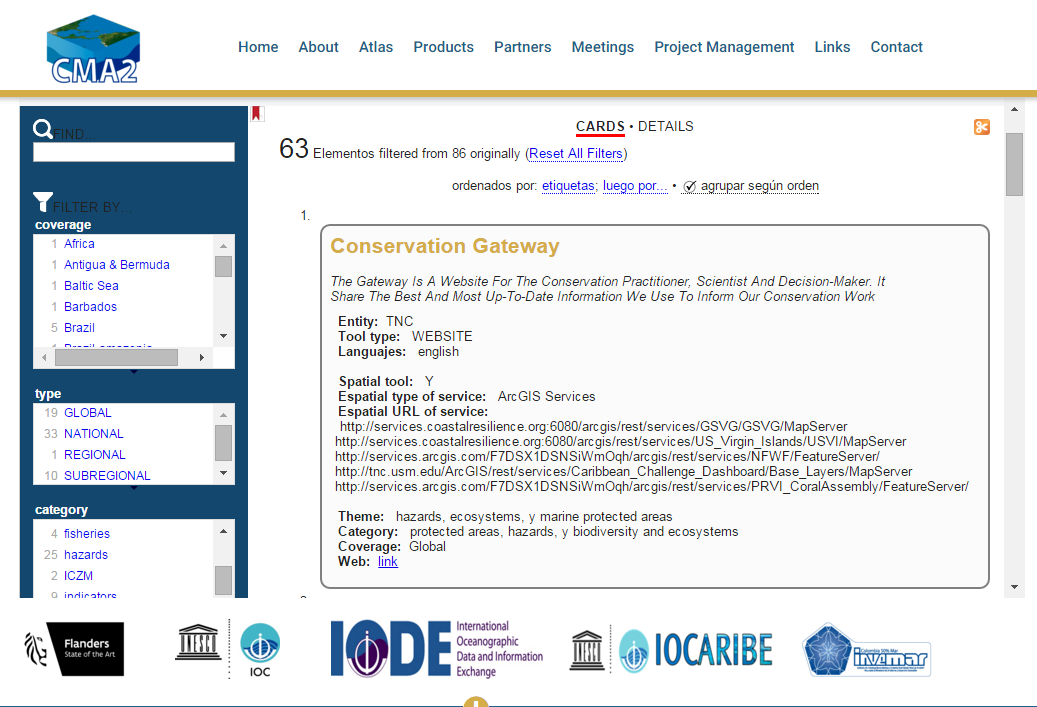 CMA2
Home About Atlas Products Partners Meetings Project Management Links Contact
FIND...
FILTER BY...
coverage
1 Africa
1 Antigua & Bermuda
1 Baltic Sea
1 Barbados
5 Brazil
type
19 GLOBAL
33 NATIONAL
1 REGIONAL
10 SUBREGIONAL
category
4 fisheries
25 hazards
2 ICZM
9 indicators
CARDS • DETAILS
63 Elementos filtered from 86 originally (Reset All Filters)
ordenados por: etiquetas; luego por... • agrupar según orden
1.
Conservation Gateway
The Gateway Is A Website For The Conservation Practitioner, Scientist And Decision-Maker. It
Share The Best And Most Up-To-Date Information We Use To Inform Our Conservation Work
Entity: TNC
Tool type: WEBSITE
Languajes: english
Spatial tool: Y
Espatial type of service: ArcGIS Services
Espatial URL of service:
http://services.coastalresilience.org:6080/arcgis/rest/services/GSVG/GSVG/MapServer
http://services.coastalresilience.org:6080/arcgis/rest/services/US_Virgin_Islands/USVI/MapServer
http://services.arcgis.com/F7DSX1DSNSiWmOqh/arcgis/rest/services/NFWF/FeatureServer/
http://tnc.usm.edu/ArcGIS/rest/services/Caribbean_Challenge_Dashboard/Base_Layers/MapServer
http://services.arcgis.com/F7DSX1DSNSiWmOqh/arcgis/rest/services/PRVI_CoralAssembly/FeatureServer/
Theme: hazards, ecosystems, y marine protected areas
Category: protected areas, hazards, y biodiversity and ecosystems
Coverage: Global
Web: link
Flanders
State of the Art
UNESCO
IOC
IODE
International
Oceanographic
Data and Information
Exchange
UNESCO
IOCARIBE
Colombia 50% Mar
invemar